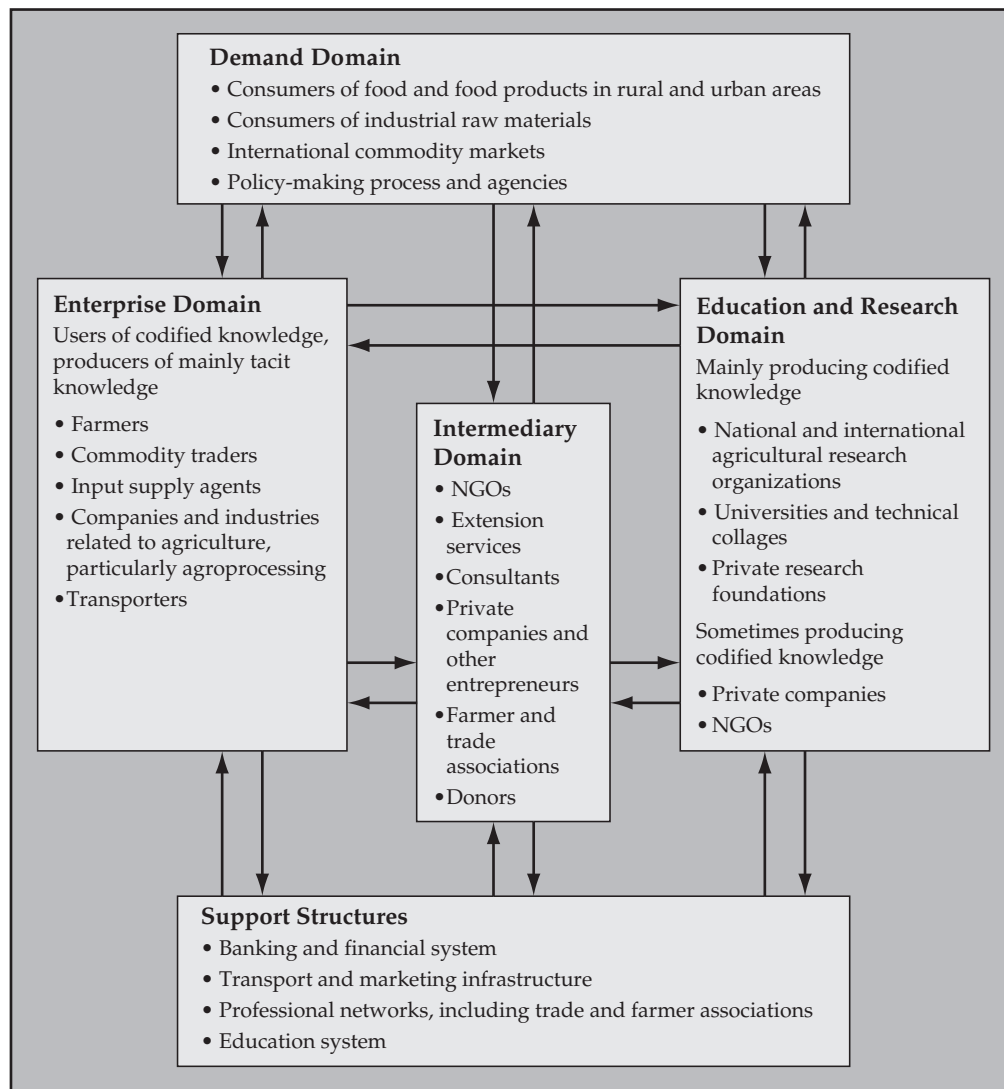 Demand Domain
• Consumers of food and food products in rural and urban areas
• Consumers of industrial raw materials
• International commodity markets
• Policy-making process and agencies
Enterprise Domain
Users of codified knowledge,
producers of mainly tacit
knowledge
• Farmers
• Commodity traders
• Input supply agents
• Companies and industries
related to agriculture,
particularly agroprocessing
•Transporters
Intermediary
Domain
• NGOs
• Extension
services
•Consultants
•Private
companies and
other
entrepreneurs
•Farmer and
trade
associations
•Donors
Education and Research
Domain
Mainly producing codified
knowledge
• National and international
agricultural research
organizations
• Universities and technical
collages
• Private research
foundations
Sometimes producing
codified knowledge
• Private companies
• NGOs
Support Structures
• Banking and financial system
• Transport and marketing infrastructure
• Professional networks, including trade and farmer associations
• Education system